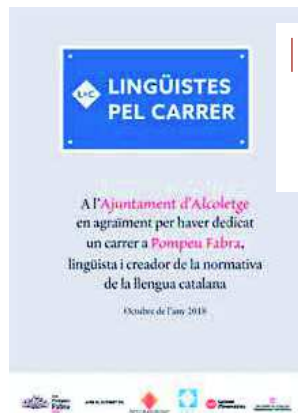 L×C
LINGÜISTES
PEL CARRER
A l'Ajuntament d'Alcoletge
en agraïment per haver dedicat
un carrer a Pompeu Fabra,
lingüista i creador de la normativa
de la llengua catalana
Octubre de l'any 2018
Fabra